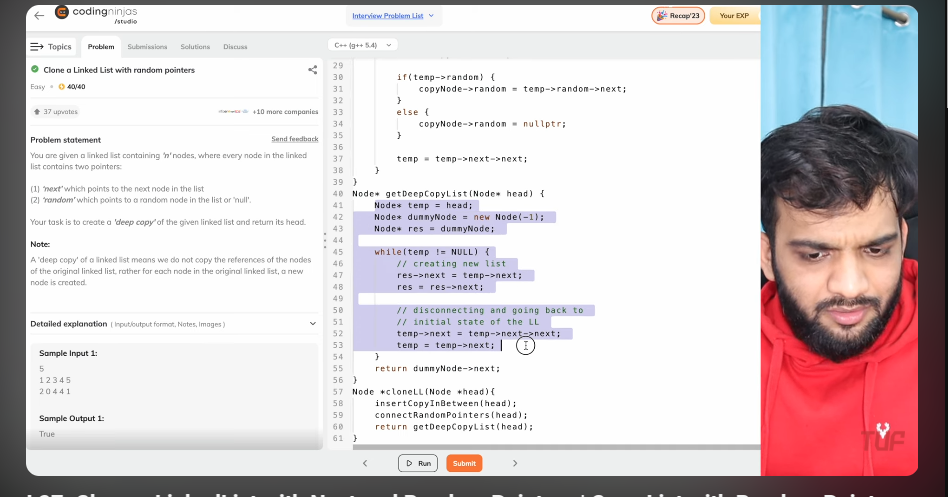 codingninjas
/studio
Interview Problem List
Recap'23
Your EXP
Topics
Problem
Submissions
Solutions
Discuss
C++ (g++ 5.4)
Clone a Linked List with random pointers
Easy
40/40
37 upvotes
+10 more companies
Problem statement
Send feedback
You are given a linked list containing 'n' nodes, where every node in the linked
list contains two pointers:
(1) 'next' which points to the next node in the list
(2) 'random' which points to a random node in the list or 'null'.
Your task is to create a 'deep copy' of the given linked list and return its head.
Note:
A 'deep copy' of a linked list means we do not copy the references of the nodes
of the original linked list, rather for each node in the original linked list, a new
node is created.
Detailed explanation ( Input/output format, Notes, Images )
Sample Input 1:
5
1 2 3 4 5
2 0 4 4 1
Sample Output 1:
True
29
30 if(temp->random) {
31 copyNode->random = temp->random->next;
32 }
33 else {
34 copyNode->random = nullptr;
35 }
36
37 temp = temp->next->next;
38 }
39 }
40 Node* getDeepCopyList(Node* head) {
41 Node* temp = head;
42 Node* dummyNode = new Node(-1);
43 Node* res = dummyNode;
44
45 while(temp != NULL) {
46 // creating new list
47 res->next = temp->next;
48 res = res->next;
49
50 // disconnecting and going back to
51 // initial state of the LL
52 temp->next = temp->next->next;
53 temp = temp->next;
54 }
55 return dummyNode->next;
56 }
57 Node *cloneLL(Node *head){
58 insertCopyInBetween(head);
59 connectRandomPointers(head);
60 return getDeepCopyList(head);
61 }
Run
Submit
TUF